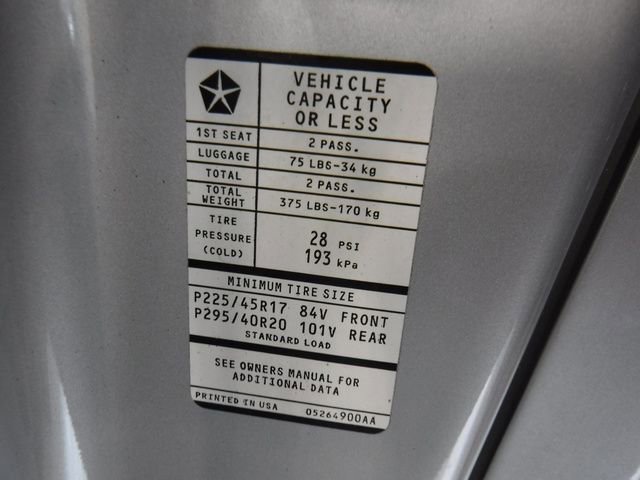 VEHICLE
CAPACITY
OR LESS
1ST SEAT 2 PASS.
LUGGAGE 75 LBS-34 kg
TOTAL 2 PASS.
TOTAL
WEIGHT 375 LBS-170 kg
TIRE
PRESSURE 28 PSI
(COLD) 193 kPa
MINIMUM TIRE SIZE
P225/45R17 84V FRONT
P295/40R20 101V REAR
STANDARD LOAD
SEE OWNERS MANUAL FOR
ADDITIONAL DATA
PRINTED IN USA 05264900AA